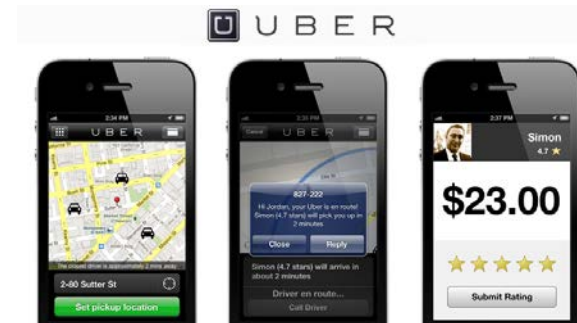 UBER
2:34 PM
UBER
The closest driver is approximately 2 mins away
2-80 Sutter St
Set pickup location
Cancel
UBER
827-222
Hi Jordan, your Uber is en route!
Simon (4.7 stars) will pick you up in
2 minutes
Close
Reply
Simon (4.7 stars) will arrive in
about 2 minutes
Driver en route...
Call Driver
2:37 PM
Simon
4.7
$23.00
Submit Rating